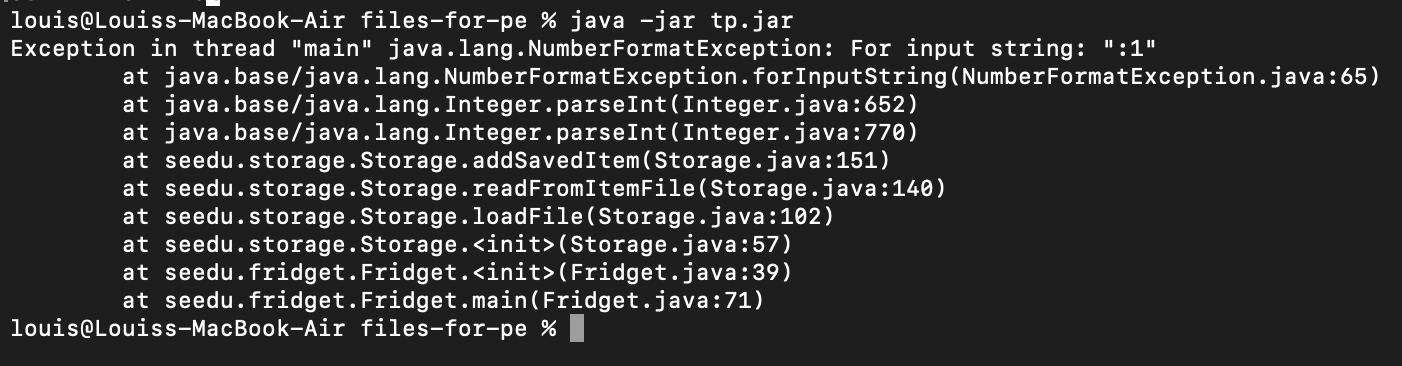 louis@Louiss-MacBook-Air files-for-pe % java -jar tp.jar
Exception in thread "main" java.lang.NumberFormatException: For input string: ":1"
        at java.base/java.lang.NumberFormatException.forInputString(NumberFormatException.java:65)
        at java.base/java.lang.Integer.parseInt(Integer.java:652)
        at java.base/java.lang.Integer.parseInt(Integer.java:770)
        at seedu.storage.Storage.addSavedItem(Storage.java:151)
        at seedu.storage.Storage.readFromItemFile(Storage.java:140)
        at seedu.storage.Storage.loadFile(Storage.java:102)
        at seedu.storage.Storage.<init>(Storage.java:57)
        at seedu.fridget.Fridget.<init>(Fridget.java:39)
        at seedu.fridget.Fridget.main(Fridget.java:71)
louis@Louiss-MacBook-Air files-for-pe %